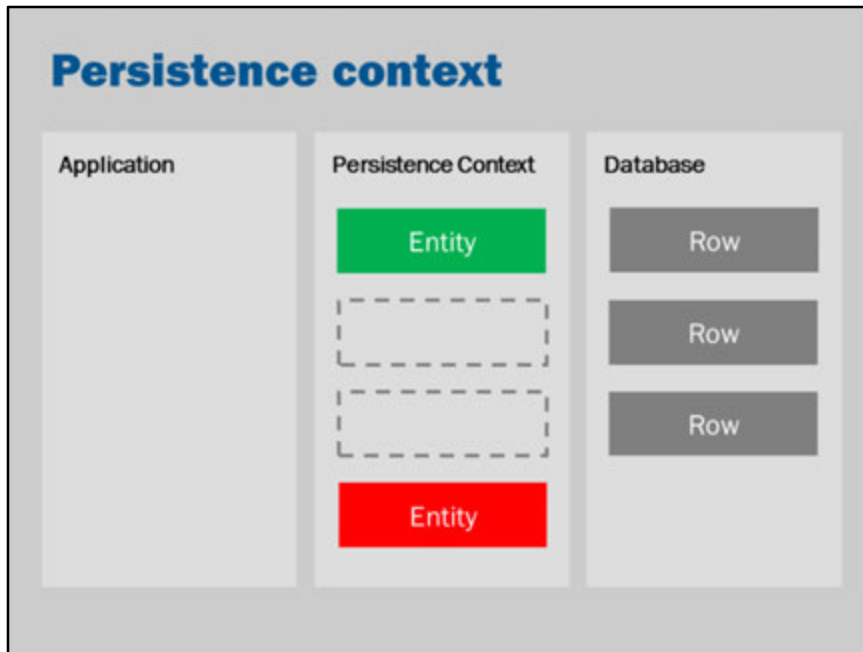 Persistence context
Application
Persistence Context
Database
Entity
Row
Row
Row
Entity